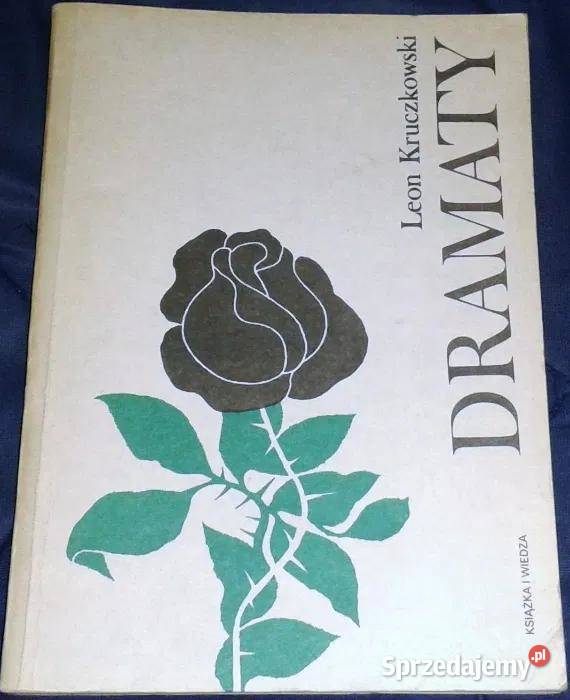 Leon Kruczkowski
DRAMATY
KSIĄŻKA I WIEDZA
Sprzedajemy.pl